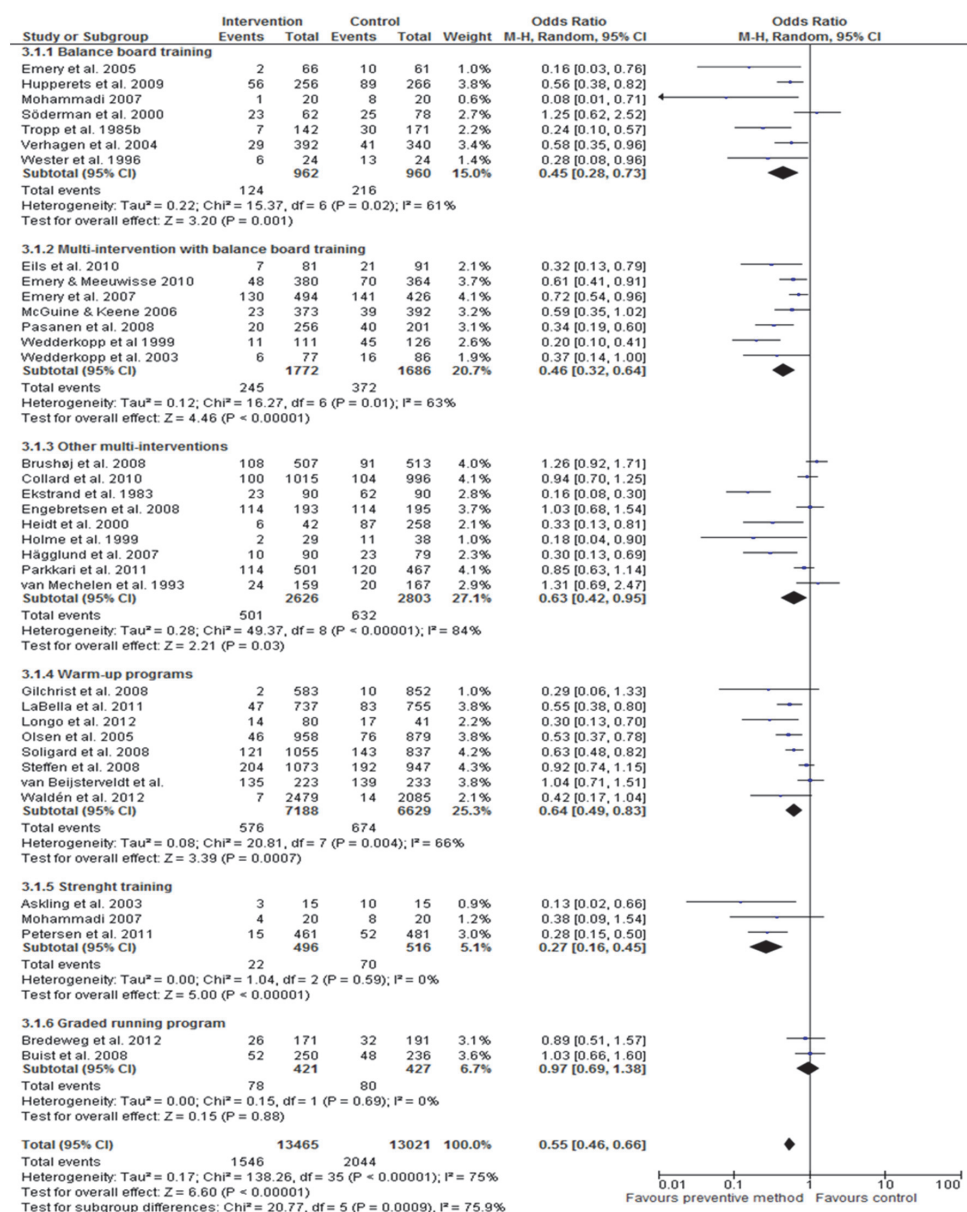 Intervention Control Odds Ratio Odds Ratio
Study or Subgroup Events Total Events Total Weight M-H, Random, 95% CI M-H, Random, 95% CI
3.1.1 Balance board training
Emery et al. 2005 2 66 10 61 1.0% 0.16 [0.03, 0.76]
Hupperets et al. 2009 56 256 89 266 3.8% 0.56 [0.38, 0.82]
Mohammadi 2007 1 20 8 20 0.6% 0.08 [0.01, 0.71]
Söderman et al. 2000 23 62 25 78 2.7% 1.25 [0.62, 2.52]
Tropp et al. 1985b 7 142 30 171 2.2% 0.24 [0.10, 0.57]
Verhagen et al. 2004 29 392 41 340 3.4% 0.58 [0.35, 0.96]
Wester et al. 1996 6 24 13 24 1.4% 0.28 [0.08, 0.96]
Subtotal (95% CI) 962 960 15.0% 0.45 [0.28, 0.73]
Total events 124 216
Heterogeneity: Tau² = 0.22; Chi² = 15.37, df = 6 (P = 0.02); I² = 61%
Test for overall effect: Z = 3.20 (P = 0.001)
3.1.2 Multi-intervention with balance board training
Eils et al. 2010 7 81 21 91 2.1% 0.32 [0.13, 0.79]
Emery & Meeuwisse 2010 48 380 70 364 3.7% 0.61 [0.41, 0.91]
Emery et al. 2007 130 494 141 426 4.1% 0.72 [0.54, 0.96]
McGuine & Keene 2006 23 373 39 392 3.2% 0.59 [0.35, 1.02]
Pasanen et al. 2008 20 256 40 201 3.1% 0.34 [0.19, 0.60]
Wedderkopp et al 1999 11 111 45 126 2.6% 0.20 [0.10, 0.41]
Wedderkopp et al. 2003 6 77 16 86 1.9% 0.37 [0.14, 1.00]
Subtotal (95% CI) 1772 1686 20.7% 0.46 [0.32, 0.64]
Total events 245 372
Heterogeneity: Tau² = 0.12; Chi² = 16.27, df = 6 (P = 0.01); I² = 63%
Test for overall effect: Z = 4.46 (P < 0.00001)
3.1.3 Other multi-interventions
Brushøj et al. 2008 108 507 91 513 4.0% 1.26 [0.92, 1.71]
Collard et al. 2010 100 1015 104 996 4.1% 0.94 [0.70, 1.25]
Ekstrand et al. 1983 23 90 62 90 2.8% 0.16 [0.08, 0.30]
Engebretsen et al. 2008 114 193 114 195 3.7% 1.03 [0.68, 1.54]
Heidt et al. 2000 6 42 87 258 2.1% 0.33 [0.13, 0.81]
Holme et al. 1999 2 29 11 38 1.0% 0.18 [0.04, 0.90]
Hägglund et al. 2007 10 90 23 79 2.3% 0.30 [0.13, 0.69]
Parkkari et al. 2011 114 501 120 467 4.1% 0.85 [0.63, 1.14]
van Mechelen et al. 1993 24 159 20 167 2.9% 1.31 [0.69, 2.47]
Subtotal (95% CI) 2626 2803 27.1% 0.63 [0.42, 0.95]
Total events 501 632
Heterogeneity: Tau² = 0.28; Chi² = 49.37, df = 8 (P < 0.00001); I² = 84%
Test for overall effect: Z = 2.21 (P = 0.03)
3.1.4 Warm-up programs
Gilchrist et al. 2008 2 583 10 852 1.0% 0.29 [0.06, 1.33]
LaBella et al. 2011 47 737 83 755 3.8% 0.55 [0.38, 0.80]
Longo et al. 2012 14 80 17 41 2.2% 0.30 [0.13, 0.70]
Olsen et al. 2005 46 958 76 879 3.7% 0.53 [0.37, 0.78]
Soligard et al. 2008 121 1055 143 837 4.2% 0.63 [0.48, 0.82]
Steffen et al. 2008 204 1073 192 947 4.3% 0.92 [0.74, 1.15]
van Beijsterveldt et al. 135 223 139 233 3.8% 1.04 [0.71, 1.51]
Waldén et al. 2012 7 2479 14 2085 2.1% 0.42 [0.17, 1.04]
Subtotal (95% CI) 7188 6629 25.3% 0.64 [0.49, 0.83]
Total events 576 674
Heterogeneity: Tau² = 0.08; Chi² = 20.81, df = 7 (P = 0.004); I² = 66%
Test for overall effect: Z = 3.39 (P = 0.0007)
3.1.5 Strenght training
Askling et al. 2003 3 15 10 15 0.9% 0.13 [0.02, 0.66]
Mohammadi 2007 4 20 8 20 1.2% 0.38 [0.09, 1.54]
Petersen et al. 2011 15 461 52 481 3.0% 0.28 [0.15, 0.50]
Subtotal (95% CI) 496 516 5.1% 0.27 [0.16, 0.45]
Total events 22 70
Heterogeneity: Tau² = 0.00; Chi² = 1.04, df = 2 (P = 0.59); I² = 0%
Test for overall effect: Z = 5.00 (P < 0.00001)
3.1.6 Graded running program
Bredeweg et al. 2012 26 171 32 191 3.1% 0.89 [0.51, 1.57]
Buist et al. 2008 52 250 48 236 3.6% 1.03 [0.66, 1.60]
Subtotal (95% CI) 421 427 6.7% 0.97 [0.69, 1.38]
Total events 78 80
Heterogeneity: Tau² = 0.00; Chi² = 0.15, df = 1 (P = 0.69); I² = 0%
Test for overall effect: Z = 0.15 (P = 0.88)
Total (95% CI) 13465 13021 100.0% 0.55 [0.46, 0.66]
Total events 1546 2044
Heterogeneity: Tau² = 0.17; Chi² = 138.26, df = 35 (P < 0.00001); I² = 75%
Test for overall effect: Z = 6.60 (P < 0.00001)
Test for subgroup differences: Chi² = 20.77, df = 5 (P = 0.0009), I² = 75.9%
0.01 0.1 1 10 100
Favours preventive method Favours control